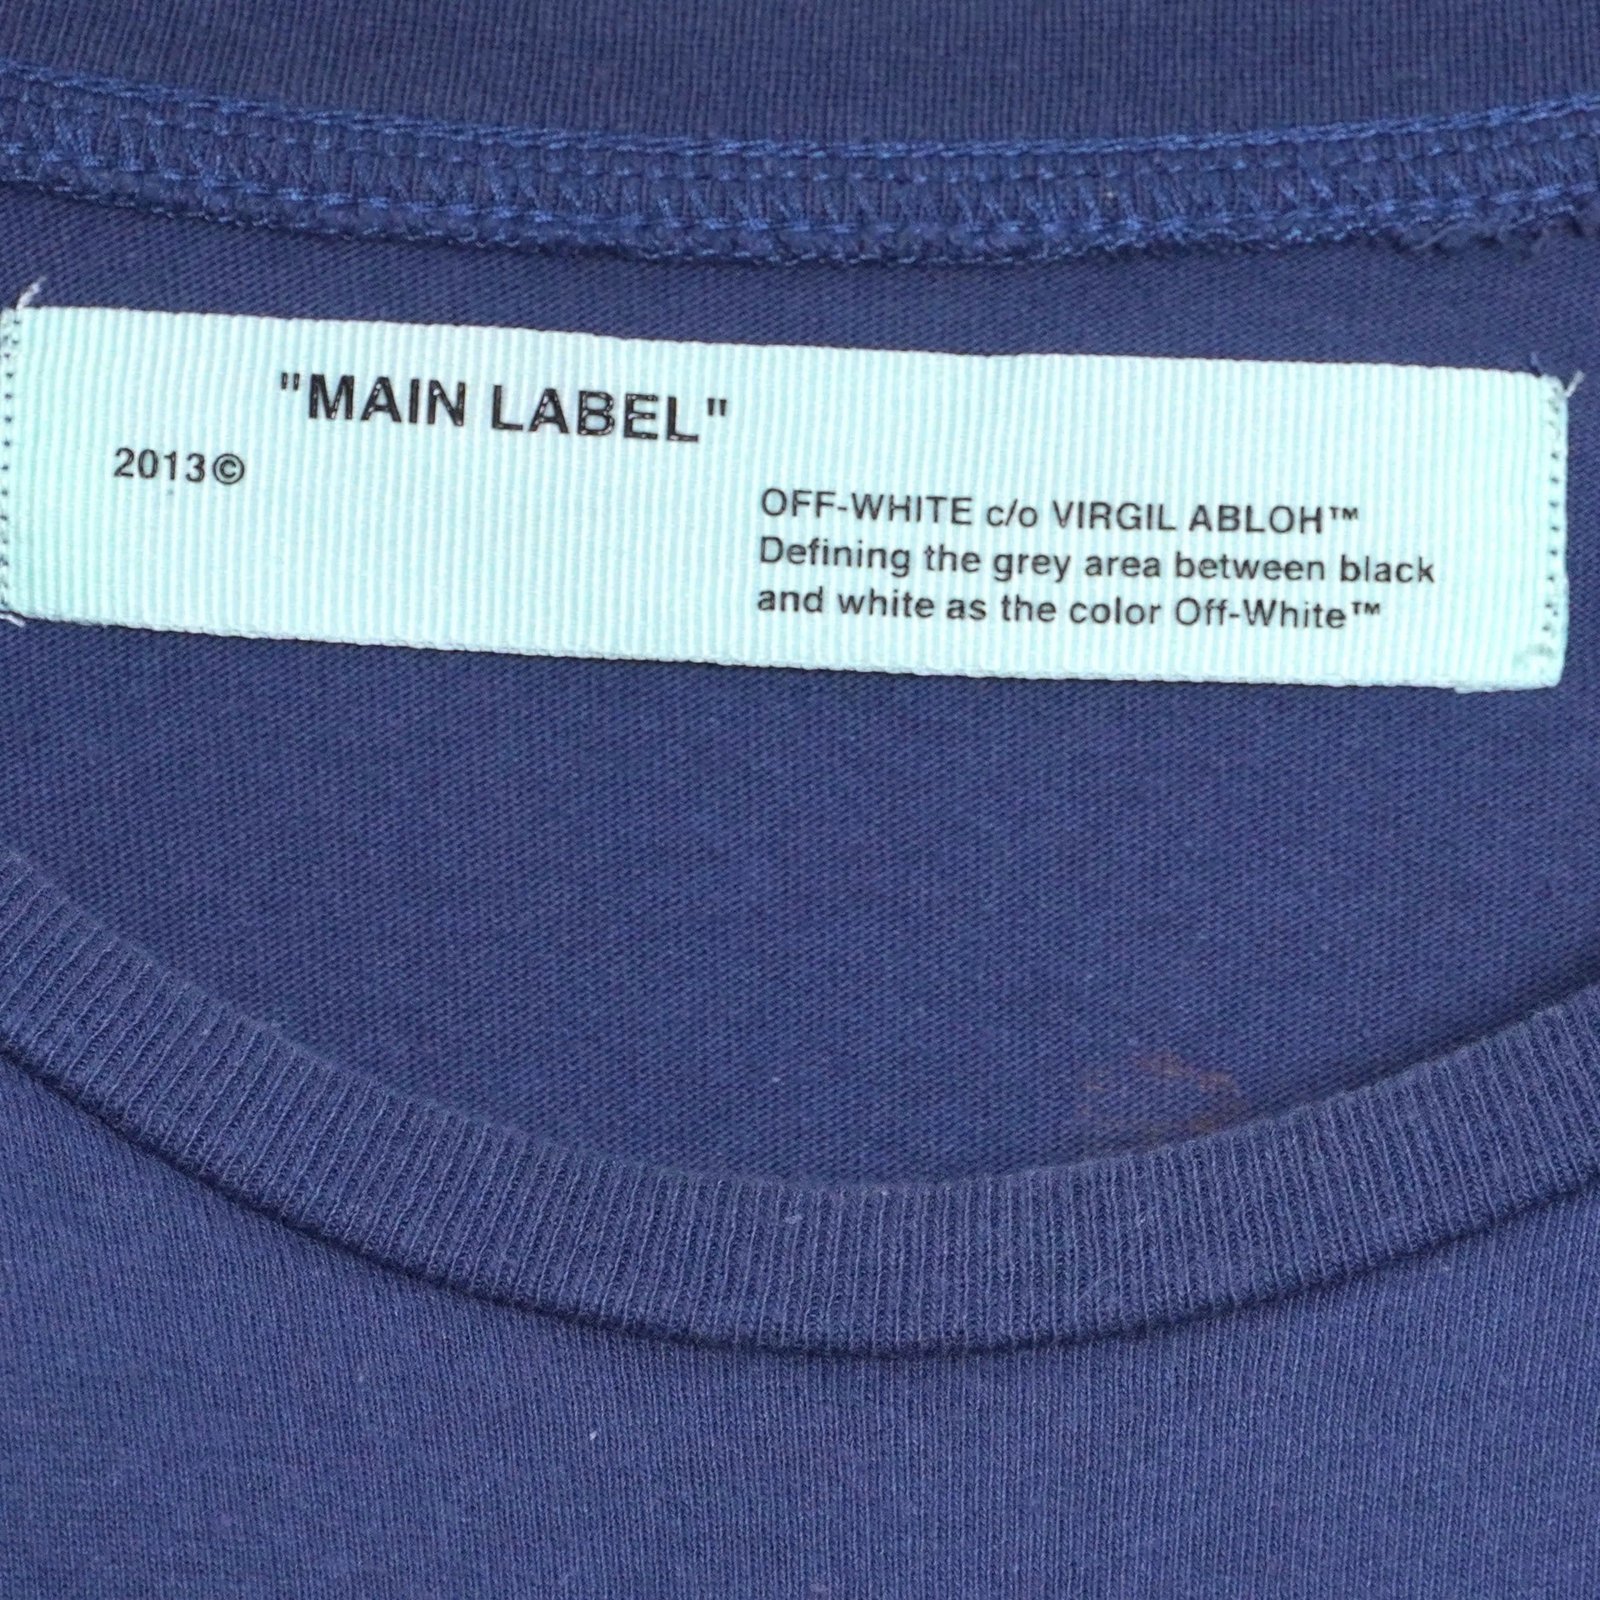 "MAIN LABEL"
2013©
OFF-WHITE c/o VIRGIL ABLOH™
Defining the grey area between black
and white as the color Off-White™